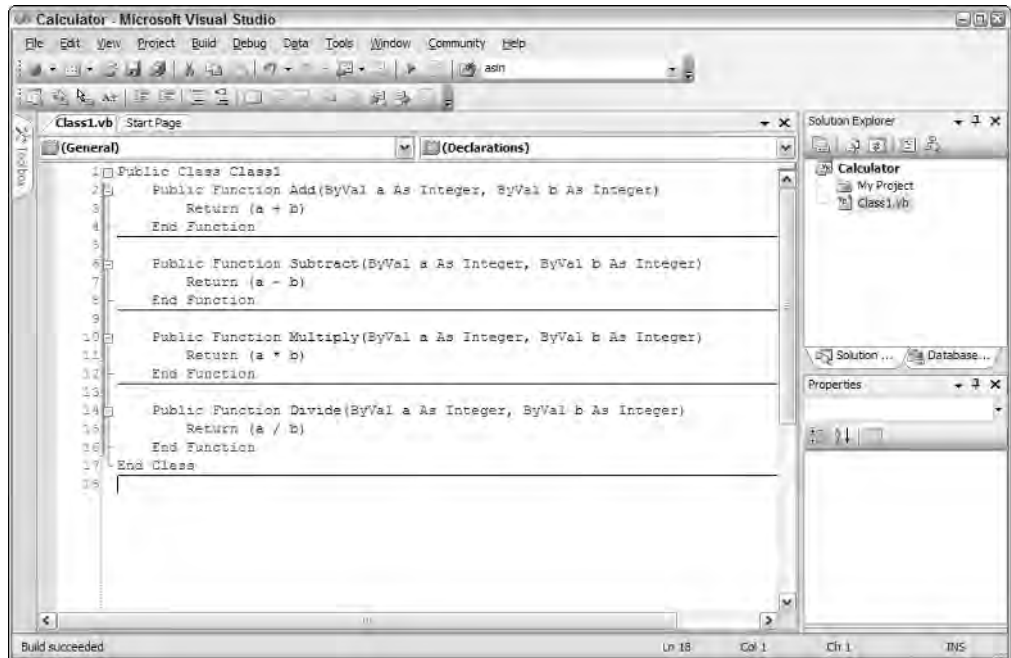 Calculator - Microsoft Visual Studio
File Edit View Project Build Debug Data Tools Window Community Help
asin
Toolbox
Class1.vb Start Page
(General) (Declarations)
1 Public Class Class1
2 Public Function Add(ByVal a As Integer, ByVal b As Integer)
3 Return (a + b)
4 End Function
5
6 Public Function Subtract(ByVal a As Integer, ByVal b As Integer)
7 Return (a - b)
8 End Function
9
10 Public Function Multiply(ByVal a As Integer, ByVal b As Integer)
11 Return (a * b)
12 End Function
13
14 Public Function Divide(ByVal a As Integer, ByVal b As Integer)
15 Return (a / b)
16 End Function
17 End Class
18
Solution Explorer
Calculator
My Project
Class1.vb
Solution ... Database...
Properties
Build succeeded Ln 18 Col 1 Ch 1 INS